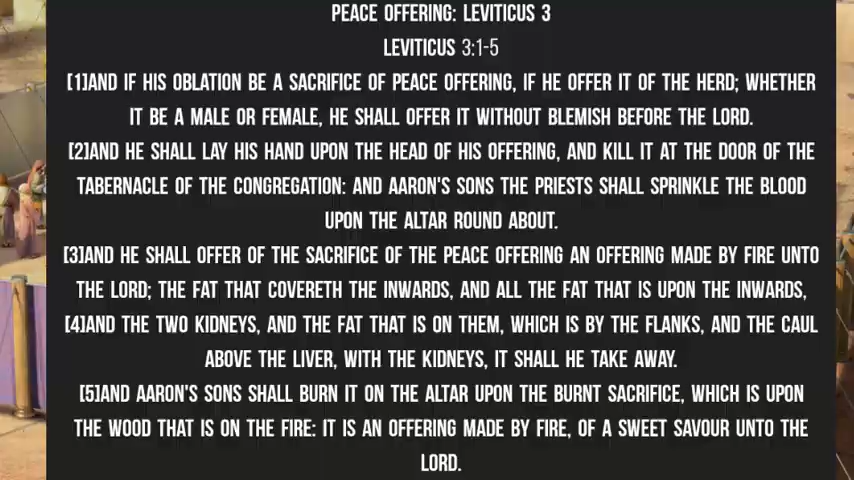 PEACE OFFERING: LEVITICUS 3
LEVITICUS 3:1-5
[1]AND IF HIS OBLATION BE A SACRIFICE OF PEACE OFFERING, IF HE OFFER IT OF THE HERD; WHETHER
IT BE A MALE OR FEMALE, HE SHALL OFFER IT WITHOUT BLEMISH BEFORE THE LORD.
[2]AND HE SHALL LAY HIS HAND UPON THE HEAD OF HIS OFFERING, AND KILL IT AT THE DOOR OF THE
TABERNACLE OF THE CONGREGATION: AND AARON'S SONS THE PRIESTS SHALL SPRINKLE THE BLOOD
UPON THE ALTAR ROUND ABOUT.
[3]AND HE SHALL OFFER OF THE SACRIFICE OF THE PEACE OFFERING AN OFFERING MADE BY FIRE UNTO
THE LORD; THE FAT THAT COVERETH THE INWARDS, AND ALL THE FAT THAT IS UPON THE INWARDS,
[4]AND THE TWO KIDNEYS, AND THE FAT THAT IS ON THEM, WHICH IS BY THE FLANKS, AND THE CAUL
ABOVE THE LIVER, WITH THE KIDNEYS, IT SHALL HE TAKE AWAY.
[5]AND AARON'S SONS SHALL BURN IT ON THE ALTAR UPON THE BURNT SACRIFICE, WHICH IS UPON
THE WOOD THAT IS ON THE FIRE: IT IS AN OFFERING MADE BY FIRE, OF A SWEET SAVOUR UNTO THE
LORD.